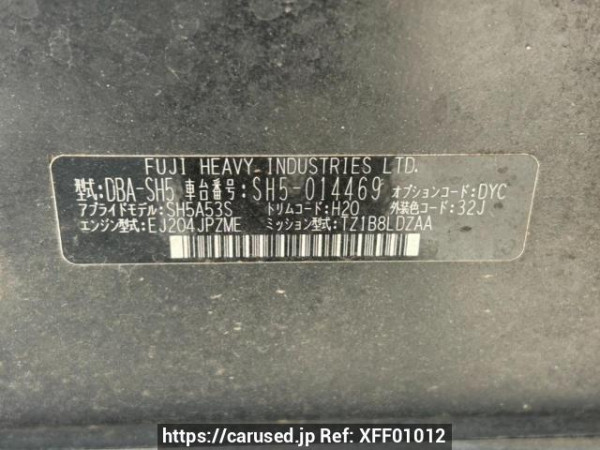 FUJI HEAVY INDUSTRIES LTD.
型式:DBA-SH5 車台番号:SH5-014469 オプションコード:DYC
アプライドモデル:SH5A53S トリムコード:H20 外装色コード:32J
エンジン型式:EJ204JPZME ミッション型式:TZ1B8LDZAA
https://carused.jp Ref: XFF01012